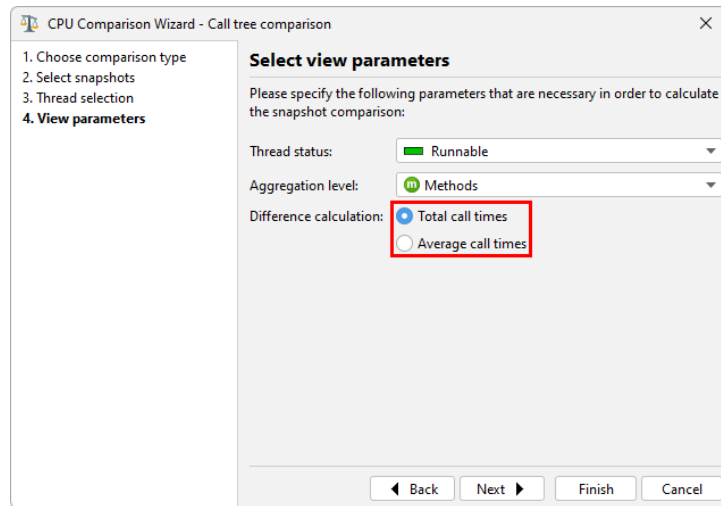 CPU Comparison Wizard - Call tree comparison
1. Choose comparison type
2. Select snapshots
3. Thread selection
4. View parameters
Select view parameters
Please specify the following parameters that are necessary in order to calculate
the snapshot comparison:
Thread status:
Runnable
Aggregation level:
m Methods
Difference calculation:
Total call times
Average call times
Back
Next
Finish
Cancel